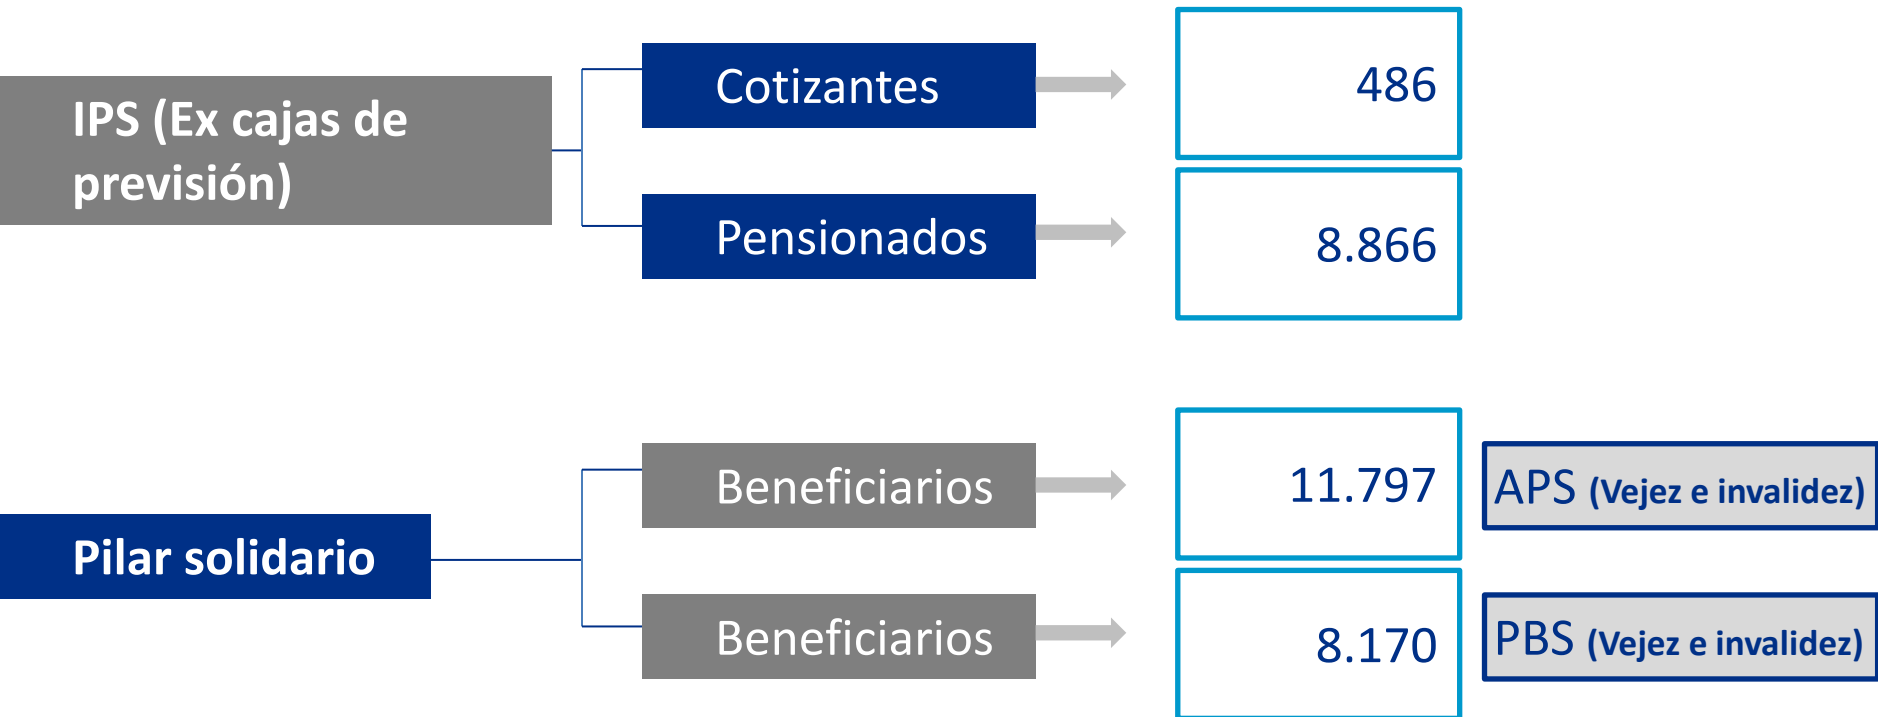 IPS (Ex cajas de
previsión)
Cotizantes
486
Pensionados
8.866
Pilar solidario
Beneficiarios
11.797
APS (Vejez e invalidez)
Beneficiarios
8.170
PBS (Vejez e invalidez)